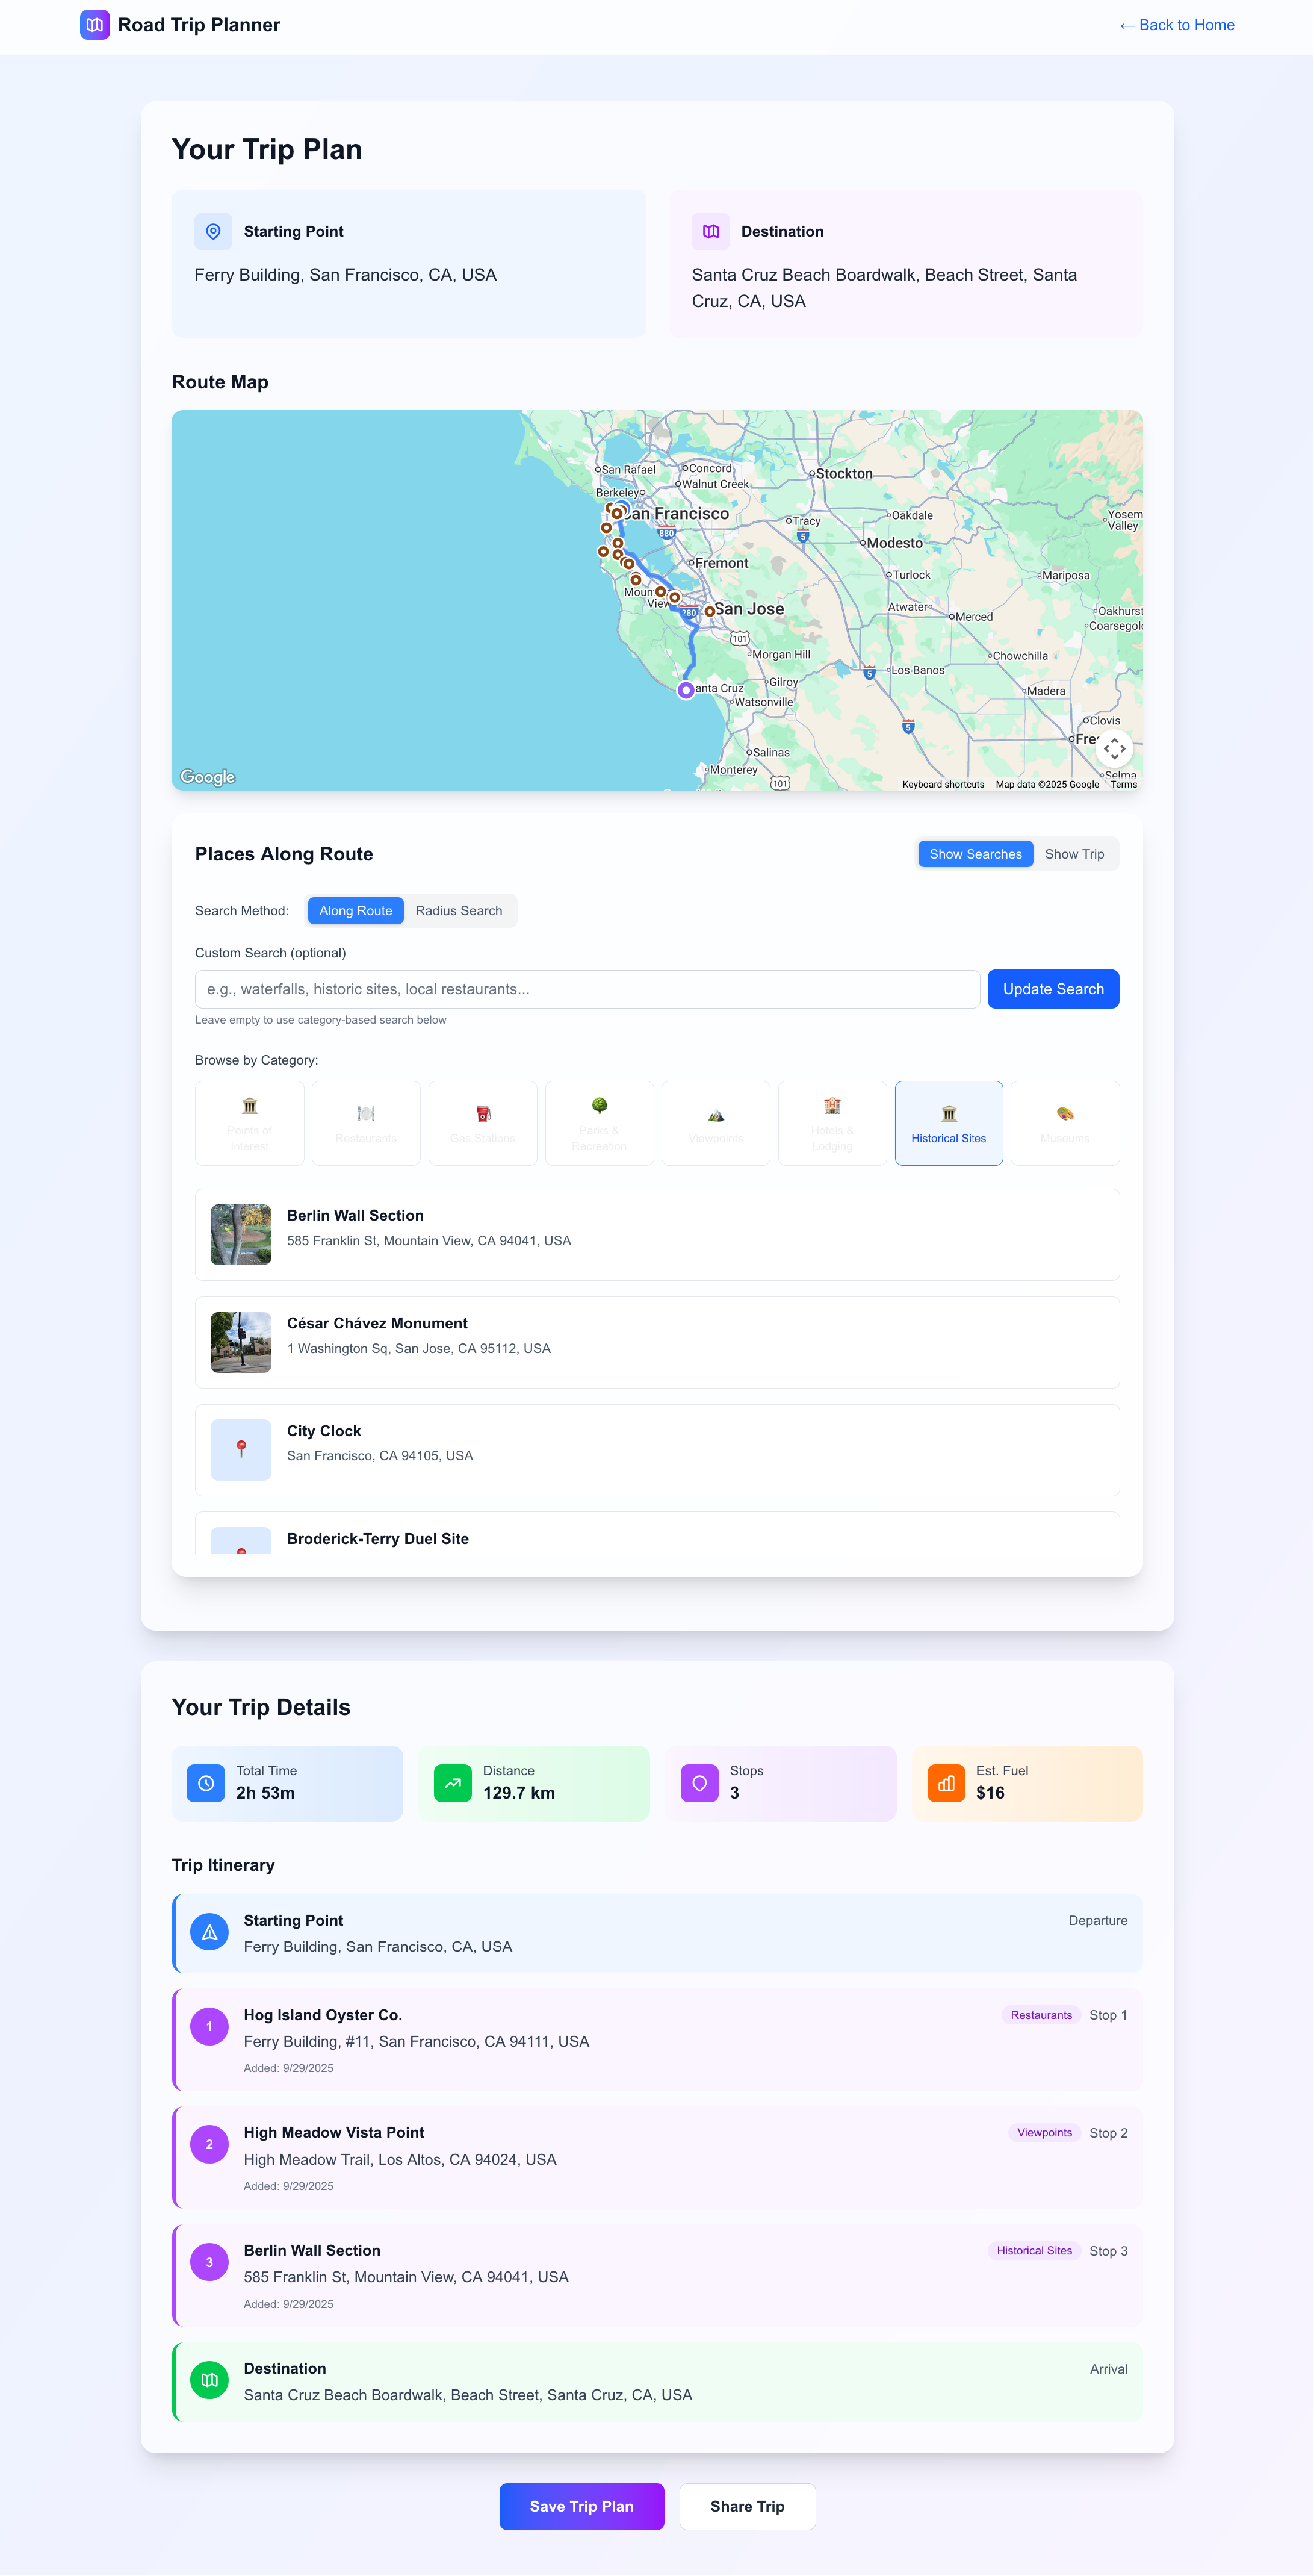 Road Trip Planner
← Back to Home
Your Trip Plan
Starting Point
Ferry Building, San Francisco, CA, USA
Destination
Santa Cruz Beach Boardwalk, Beach Street, Santa
Cruz, CA, USA
Route Map
San Rafael
Concord
Walnut Creek
Stockton
Berkeley
San Francisco
880
Tracy
5
Oakdale
Yosem
Valley
Modesto
Fremont
Turlock
Mariposa
Moun
View
280
San Jose
Atwater
Merced
Oakhurst
Coarsegol
101
Morgan Hill
Chowchilla
5
Los Banos
Gilroy
anta Cruz
Madera
Watsonville
5
Clovis
Fre
Salinas
Monterey
101
Selma
Google
Keyboard shortcuts
Map data ©2025 Google
Terms
Places Along Route
Show Searches
Show Trip
Search Method:
Along Route
Radius Search
Custom Search (optional)
e.g., waterfalls, historic sites, local restaurants...
Update Search
Leave empty to use category-based search below
Browse by Category:
Points of
Interest
Restaurants
Gas Stations
Parks &
Recreation
Viewpoints
Hotels &
Lodging
Historical Sites
Museums
Berlin Wall Section
585 Franklin St, Mountain View, CA 94041, USA
César Chávez Monument
1 Washington Sq, San Jose, CA 95112, USA
City Clock
San Francisco, CA 94105, USA
Broderick-Terry Duel Site
Your Trip Details
Total Time
2h 53m
Distance
129.7 km
Stops
3
Est. Fuel
$16
Trip Itinerary
Starting Point
Departure
Ferry Building, San Francisco, CA, USA
1
Hog Island Oyster Co.
Restaurants
Stop 1
Ferry Building, #11, San Francisco, CA 94111, USA
Added: 9/29/2025
2
High Meadow Vista Point
Viewpoints
Stop 2
High Meadow Trail, Los Altos, CA 94024, USA
Added: 9/29/2025
3
Berlin Wall Section
Historical Sites
Stop 3
585 Franklin St, Mountain View, CA 94041, USA
Added: 9/29/2025
Destination
Arrival
Santa Cruz Beach Boardwalk, Beach Street, Santa Cruz, CA, USA
Save Trip Plan
Share Trip